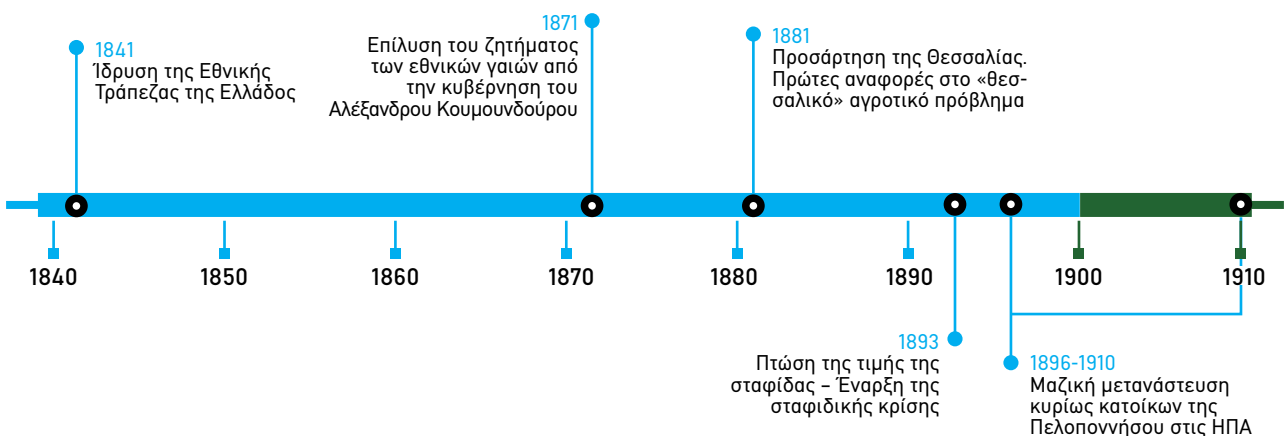 1841
Ίδρυση της Εθνικής
Τράπεζας της Ελλάδος
1871
Επίλυση του ζητήματος
των εθνικών γαιών από
την κυβέρνηση του
Αλέξανδρου Κουμουνδούρου
1881
Προσάρτηση της Θεσσαλίας.
Πρώτες αναφορές στο «θεσ-
σαλικό» αγροτικό πρόβλημα
1840
1850
1860
1870
1880
1890
1900
1910
1893
Πτώση της τιμής της
σταφίδας – Έναρξη της
σταφιδικής κρίσης
1896-1910
Μαζική μετανάστευση
κυρίως κατοίκων της
Πελοποννήσου στις ΗΠΑ